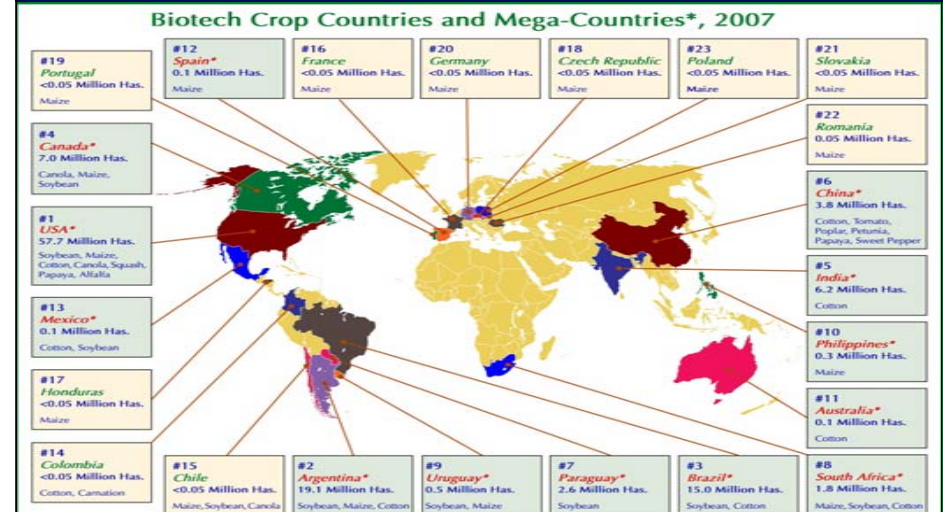 Biotech Crop Countries and Mega-Countries*, 2007
#19
Portugal
<0.05 Million Has.
Maize
#12
Spain*
0.1 Million Has.
Maize
#16
France
<0.05 Million Has.
Maize
#20
Germany
<0.05 Million Has.
Maize
#18
Czech Republic
<0.05 Million Has.
Maize
#23
Poland
<0.05 Million Has.
Maize
#21
Slovakia
<0.05 Million Has.
Maize
#4
Canada*
7.0 Million Has.
Canola, Maize,
Soybean
#22
Romania
0.05 Million Has.
Maize
#1
USA*
57.7 Million Has.
Soybean, Maize,
Cotton, Canola, Squash,
Papaya, Alfalfa
#6
China*
3.8 Million Has.
Cotton, Tomato,
Poplar, Petunia,
Papaya, Sweet Pepper
#5
India*
6.2 Million Has.
Cotton
#13
Mexico*
0.1 Million Has.
Cotton, Soybean
#10
Philippines*
0.3 Million Has.
Maize
#17
Honduras
<0.05 Million Has.
Maize
#11
Australia*
0.1 Million Has.
Cotton
#14
Colombia
<0.05 Million Has.
Cotton, Carnation
#15
Chile
<0.05 Million Has.
Maize, Soybean, Canola
#2
Argentina*
19.1 Million Has.
Soybean, Maize, Cotton
#9
Uruguay*
0.5 Million Has.
Soybean, Maize
#7
Paraguay*
2.6 Million Has.
Soybean
#3
Brazil*
15.0 Million Has.
Soybean, Cotton
#8
South Africa*
1.8 Million Has.
Maize, Soybean, Cotton